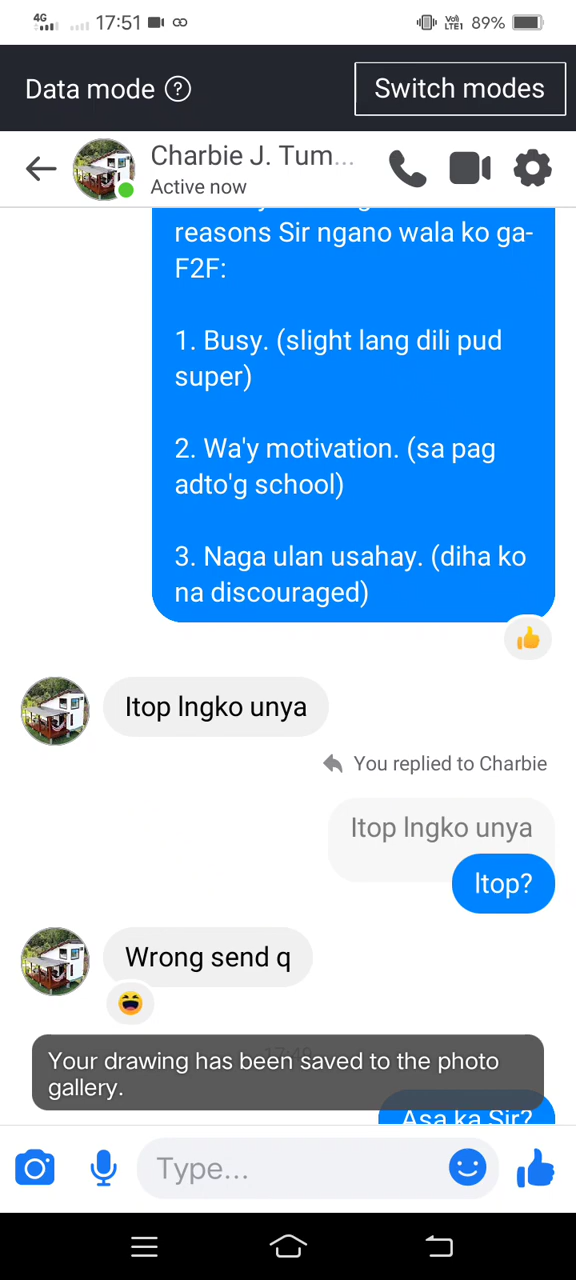 4G 17:51 89%
Data mode ? Switch modes
Charbie J. Tum...
Active now
reasons Sir ngano wala ko ga-
F2F:
1. Busy. (slight lang dili pud
super)
2. Wa'y motivation. (sa pag
adto'g school)
3. Naga ulan usahay. (diha ko
na discouraged)
Itop lngko unya
You replied to Charbie
Itop lngko unya
Itop?
Wrong send q
Your drawing has been saved to the photo
gallery.
Asa ka Sir?
Type...